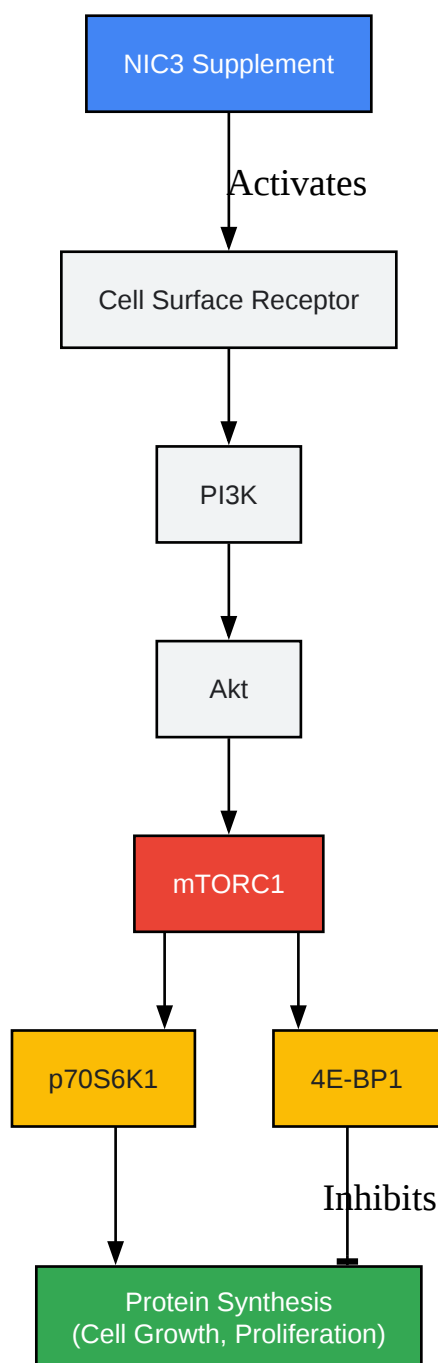 NIC3 Supplement
Activates
Cell Surface Receptor
PI3K
Akt
mTORC1
p70S6K1
4E-BP1
Inhibits
Protein Synthesis
(Cell Growth, Proliferation)